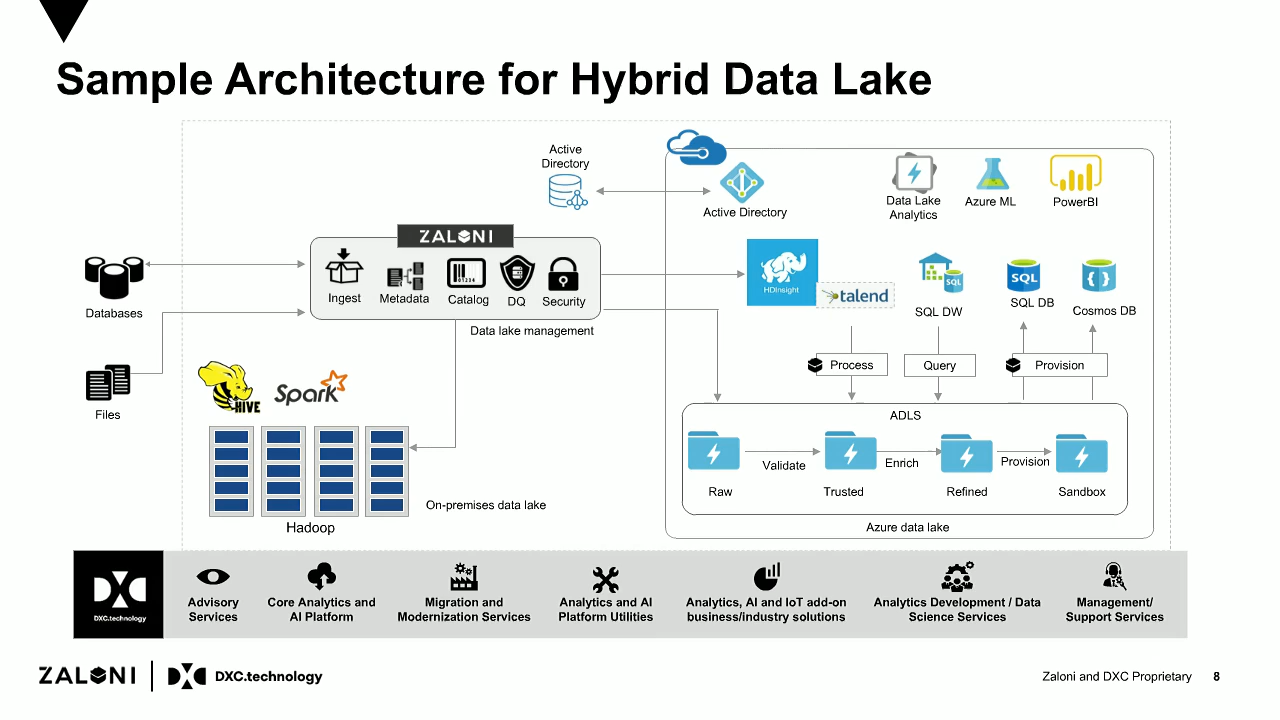 Sample Architecture for Hybrid Data Lake
Active
Directory
Active Directory
Data Lake
Analytics
Azure ML
PowerBI
ZALONI
Ingest
Metadata
01234
Catalog
DQ
Security
Data lake management
Databases
Files
HDInsight
talend
SQL
SQL DW
SQL
SQL DB
Cosmos DB
Process
Query
Provision
HIVE
Spark
Hadoop
On-premises data lake
ADLS
Validate
Enrich
Provision
Raw
Trusted
Refined
Sandbox
Azure data lake
DXC.technology
Advisory
Services
Core Analytics and
AI Platform
Migration and
Modernization Services
Analytics and AI
Platform Utilities
Analytics, AI and IoT add-on
business/industry solutions
Analytics Development / Data
Science Services
Management/
Support Services
ZALONI
DXC.technology
Zaloni and DXC Proprietary
8